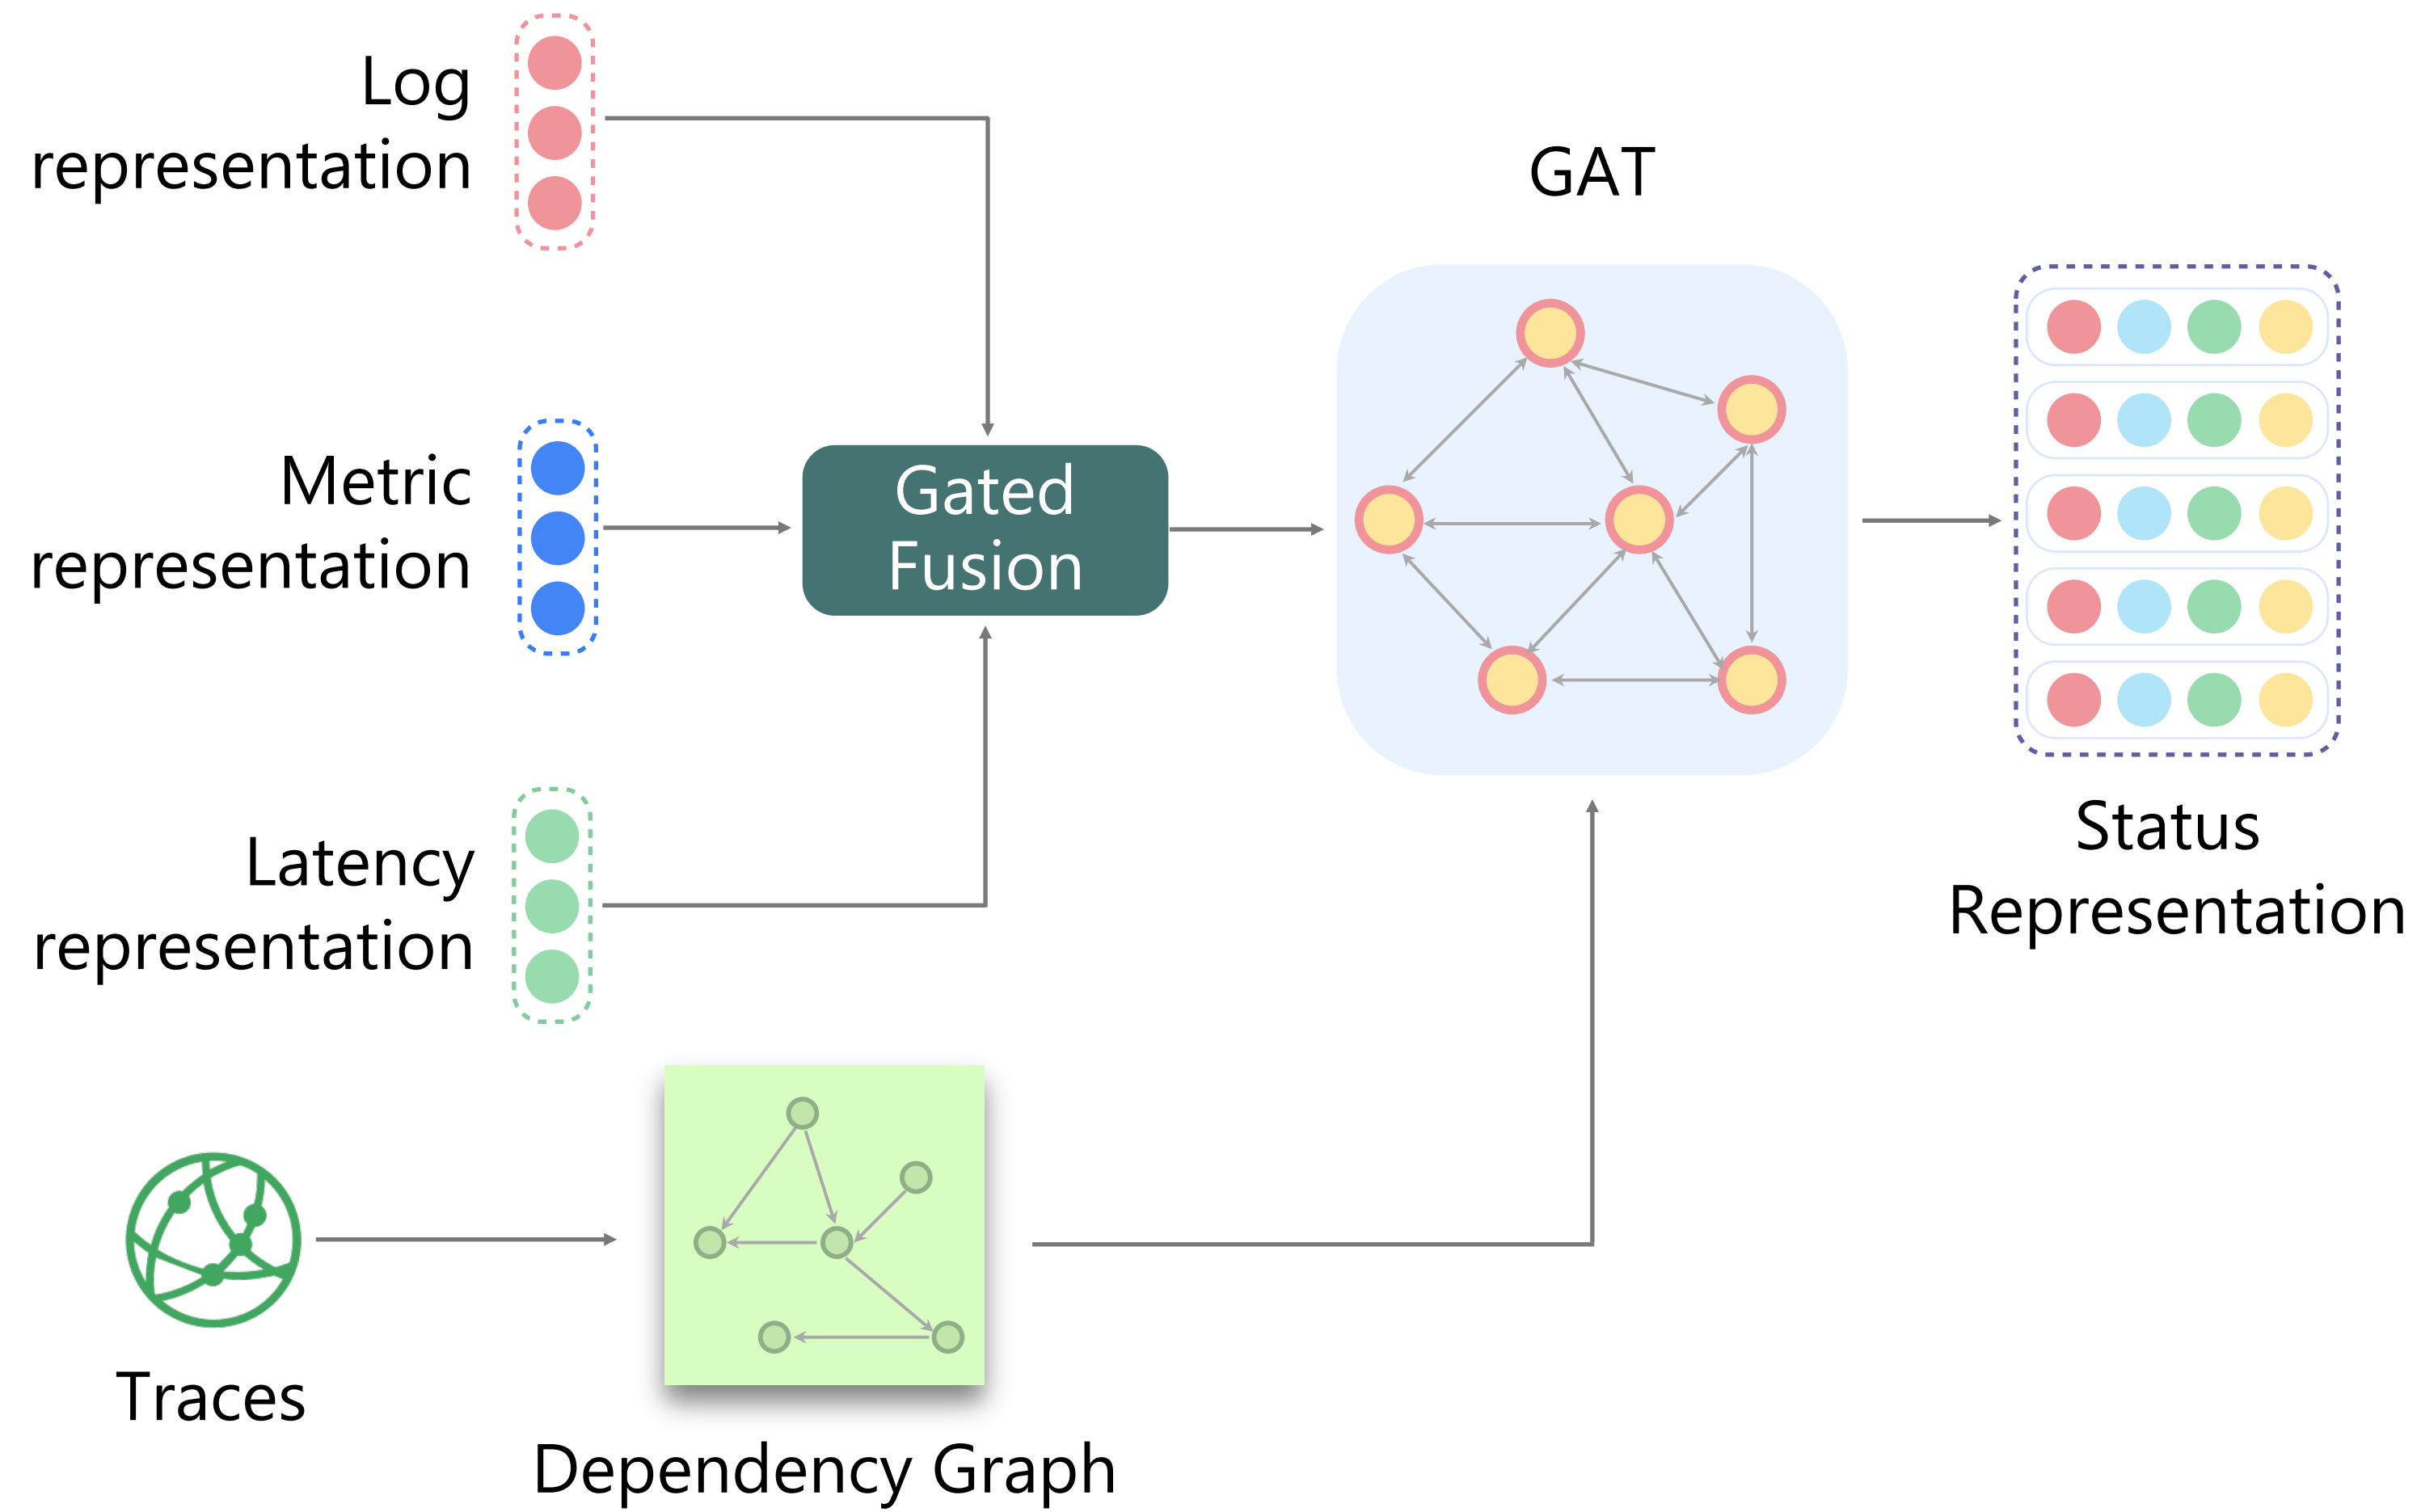 Log
representation
GAT
Metric
representation
Gated
Fusion
Latency
representation
Status
Representation
Traces
Dependency Graph